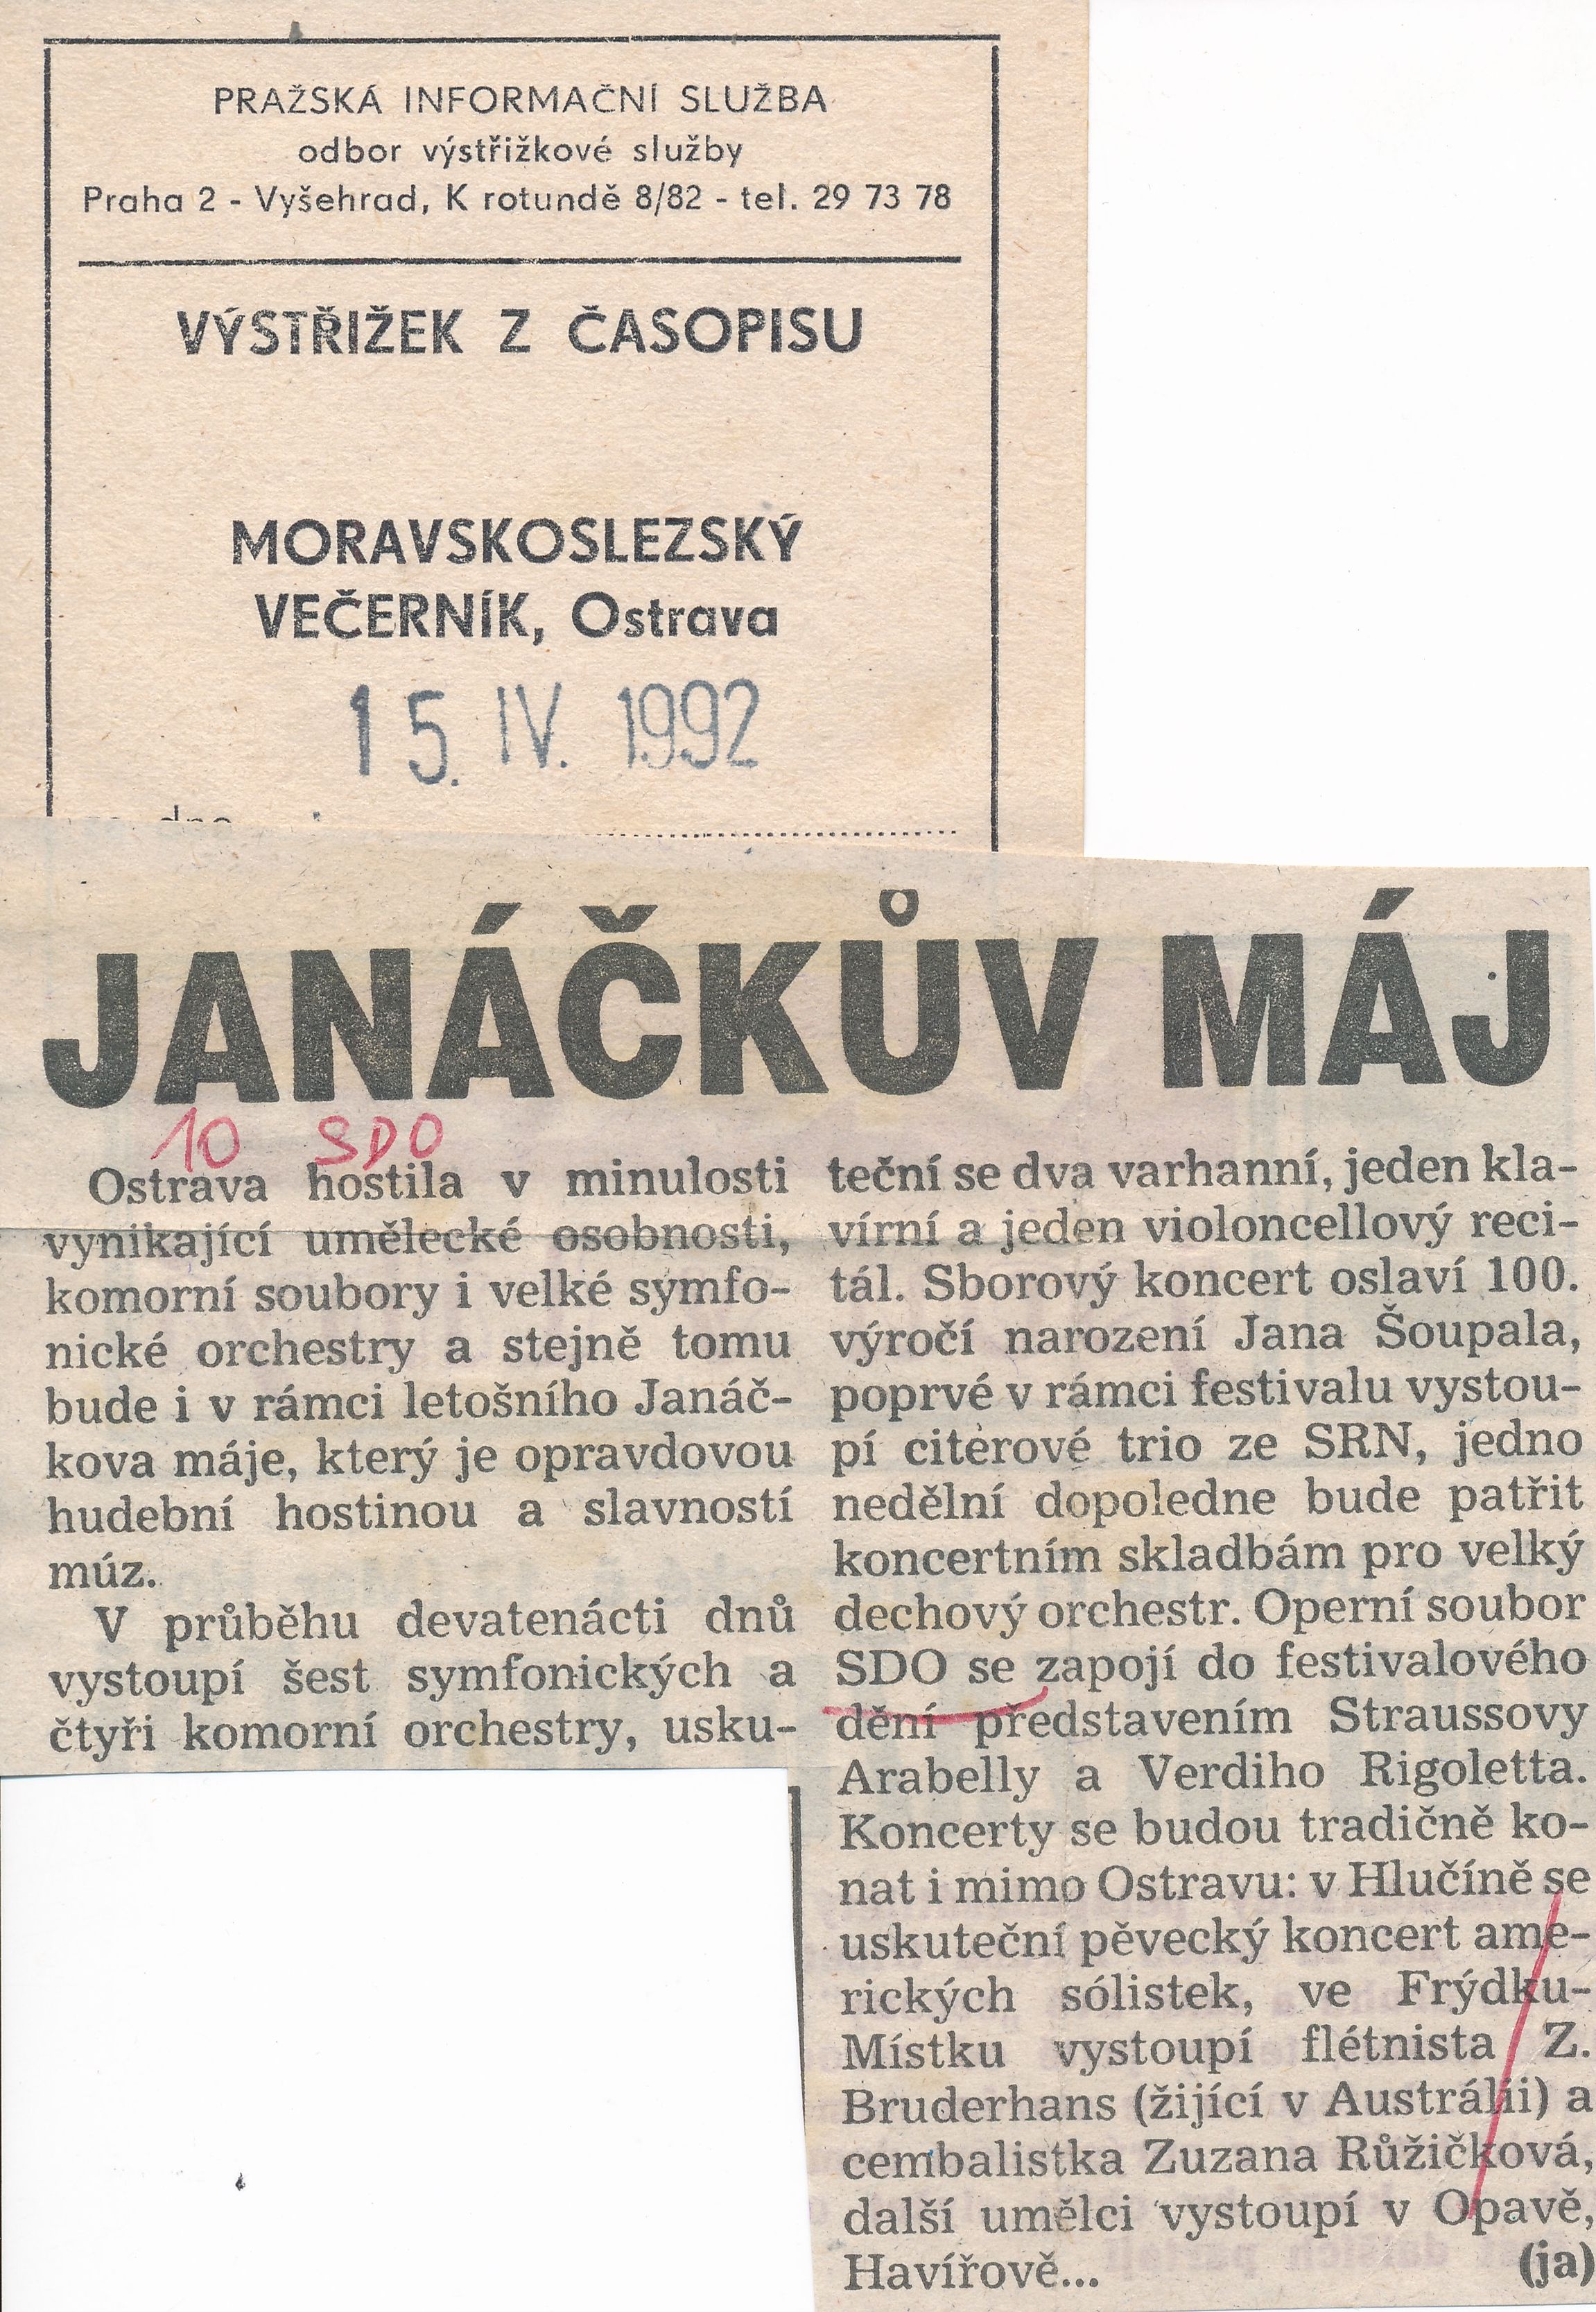 PRAŽSKÁ INFORMAČNÍ SLUŽBA
odbor výstřižkové služby
Praha 2 - Vyšehrad, K rotundě 8/82 - tel. 29 73 78
VÝSTŘIŽEK Z ČASOPISU
MORAVSKOSLEZSKÝ
VEČERNÍK, Ostrava
15. IV. 1992
JANÁČKŮV MÁJ
10 SDO
Ostrava hostila v minulosti
vynikající umělecké osobnosti,
komorní soubory i velké symfo-
nické orchestry a stejně tomu
bude i v rámci letošního Janáč-
kova máje, který je opravdovou
hudební hostinou a slavností
múz.
V průběhu devatenácti dnů
vystoupí šest symfonických a
čtyři komorní orchestry, usku-
teční se dva varhanní, jeden kla-
vírní a jeden violoncellový reci-
tál. Sborový koncert oslaví 100.
výročí narození Jana Šoupala,
poprvé v rámci festivalu vystou-
pí citerové trio ze SRN, jedno
nedělní dopoledne bude patřit
koncertním skladbám pro velký
dechový orchestr. Operní soubor
SDO se zapojí do festivalového
dění představením Straussovy
Arabelly a Verdiho Rigoletta.
Koncerty se budou tradičně ko-
nat i mimo Ostravu: v Hlučíně se
uskuteční pěvecký koncert ame-
rických sólistek, ve Frýdku-
Místku vystoupí flétnista Z.
Bruderhans (žijící v Austrálii) a
cembalistka Zuzana Růžičková,
další umělci vystoupí v Opavě,
Havířově... (ja)